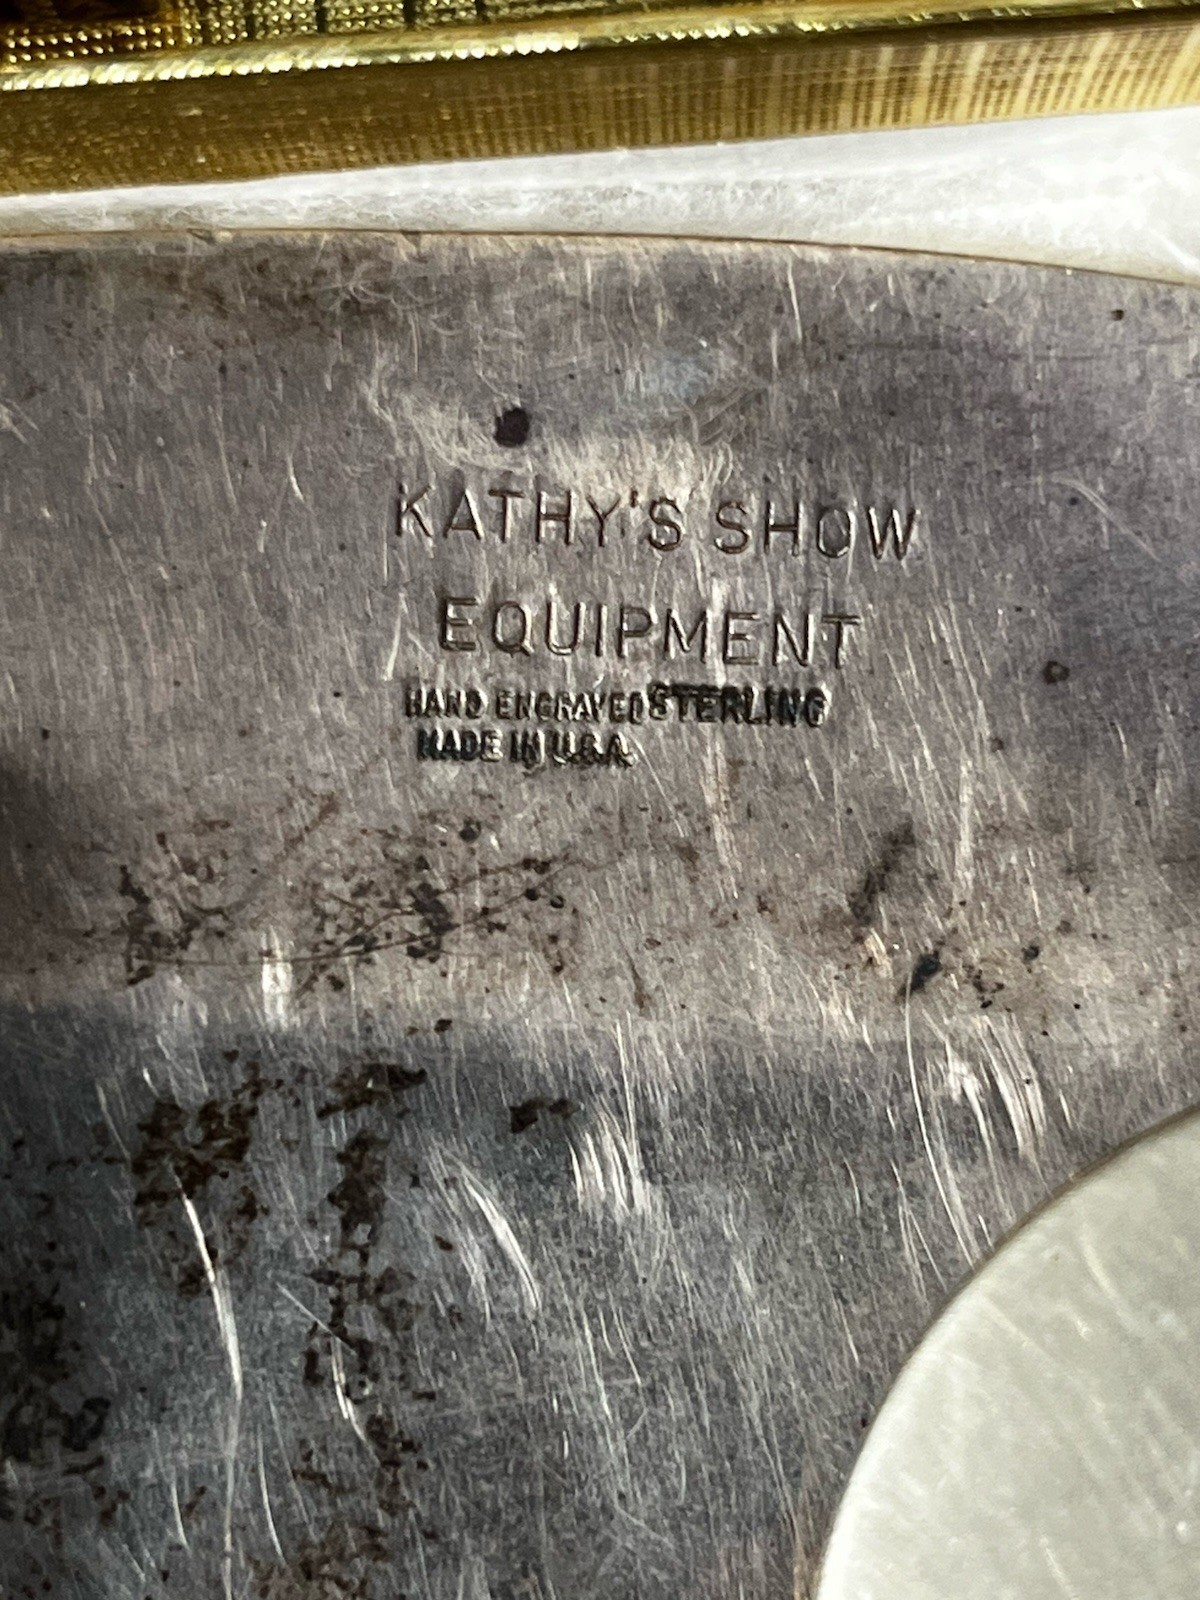 KATHY'S SHOW
EQUIPMENT
HAND ENGRAVED STERLING
MADE IN U.S.A.